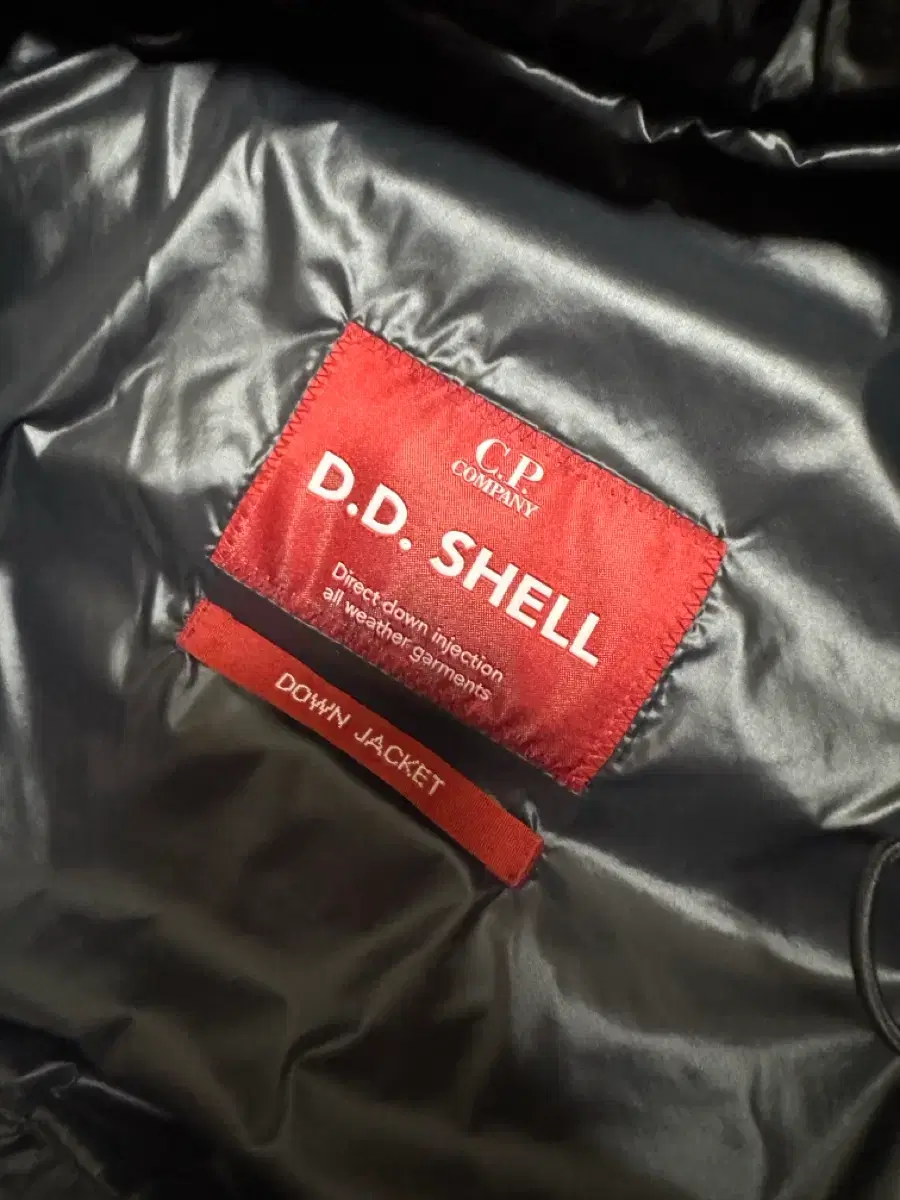 C.P.
COMPANY
D.D. SHELL
Direct down injection
all weather garments
DOWN JACKET